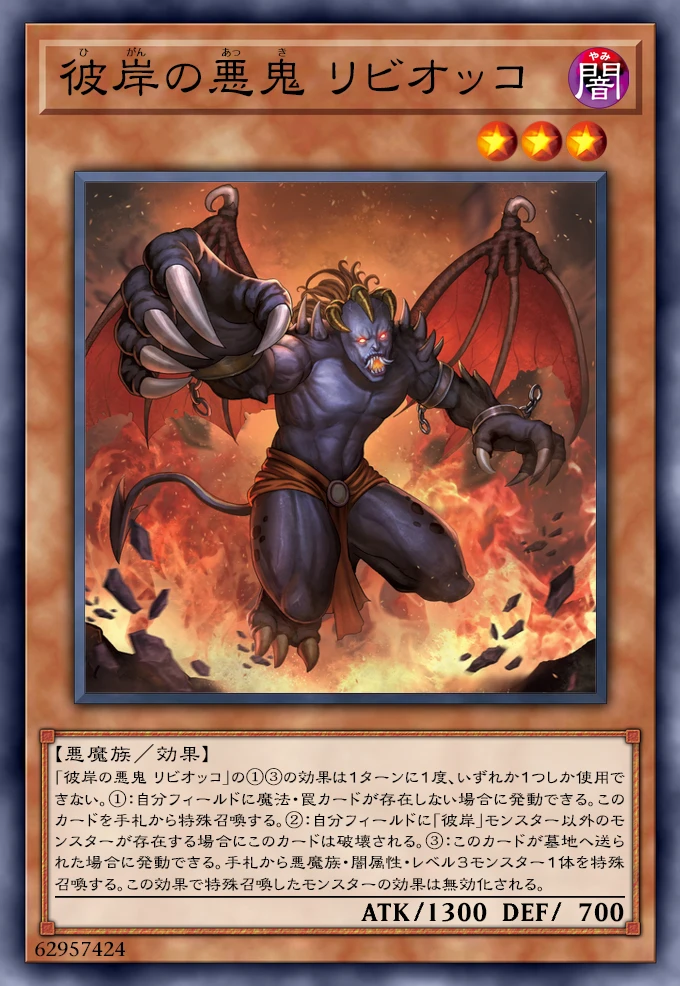 ひ がん あっ き
彼岸の悪鬼 リビオッコ
やみ
闇
【悪魔族／効果】
「彼岸の悪鬼 リビオッコ」の①③の効果は1ターンに1度、いずれか1つしか使用で
きない。①：自分フィールドに魔法・罠カードが存在しない場合に発動できる。この
カードを手札から特殊召喚する。②：自分フィールドに「彼岸」モンスター以外のモ
ンスターが存在する場合にこのカードは破壊される。③：このカードが墓地へ送ら
れた場合に発動できる。手札から悪魔族・闇属性・レベル3モンスター1体を特殊
召喚する。この効果で特殊召喚したモンスターの効果は無効化される。
ATK/1300 DEF/ 700
62957424